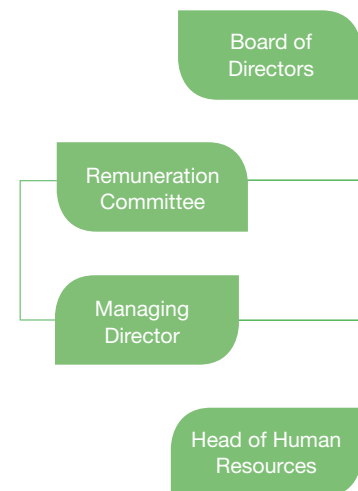 Board of
Directors
Remuneration
Committee
Managing
Director
Head of Human
Resources